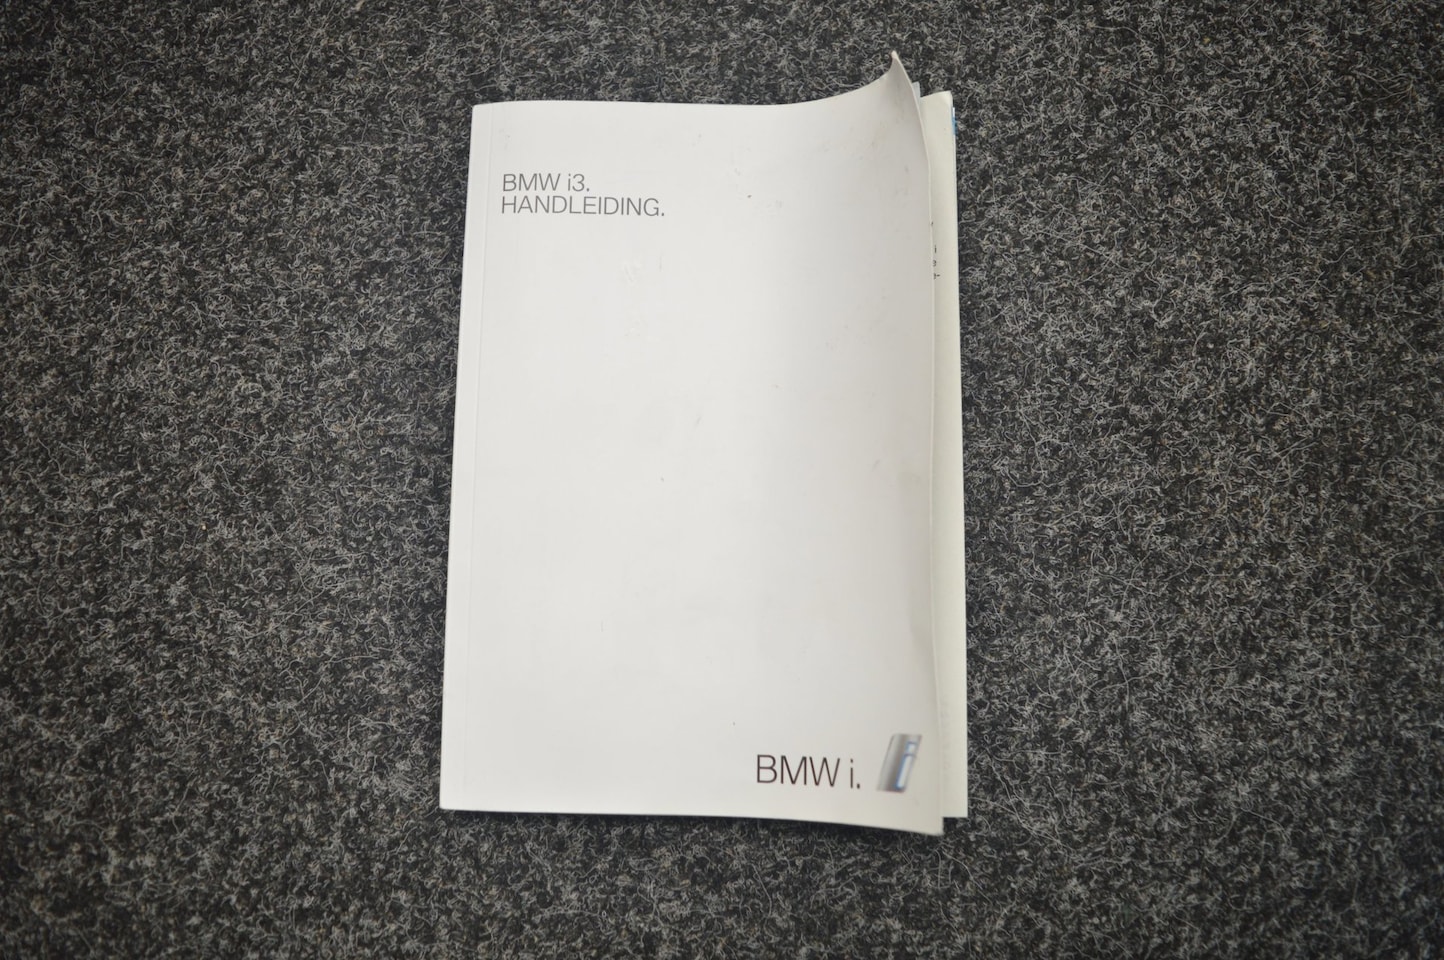 BMW i3.
HANDLEIDING.
BMW i.
i